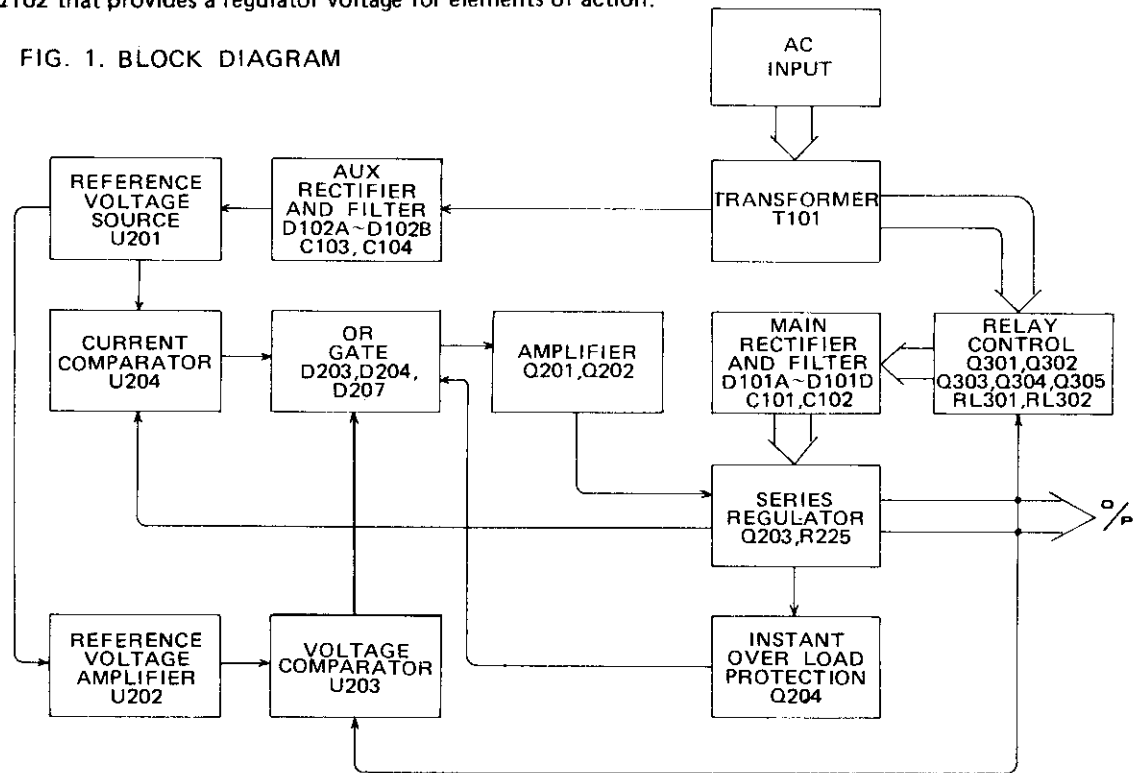 Q102 that provides a regulator voltage for elements of action.
FIG. 1. BLOCK DIAGRAM
AC
INPUT
REFERENCE
VOLTAGE
SOURCE
U201
AUX
RECTIFIER
AND FILTER
D102A~D102B
C103, C104
TRANSFORMER
T101
CURRENT
COMPARATOR
U204
OR
GATE
D203,D204,
D207
AMPLIFIER
Q201,Q202
MAIN
RECTIFIER
AND FILTER
D101A~D101D
C101,C102
RELAY
CONTROL
Q301,Q302
Q303,Q304,Q305
RL301,RL302
SERIES
REGULATOR
Q203,R225
O/P
REFERENCE
VOLTAGE
AMPLIFIER
U202
VOLTAGE
COMPARATOR
U203
INSTANT
OVER LOAD
PROTECTION
Q204